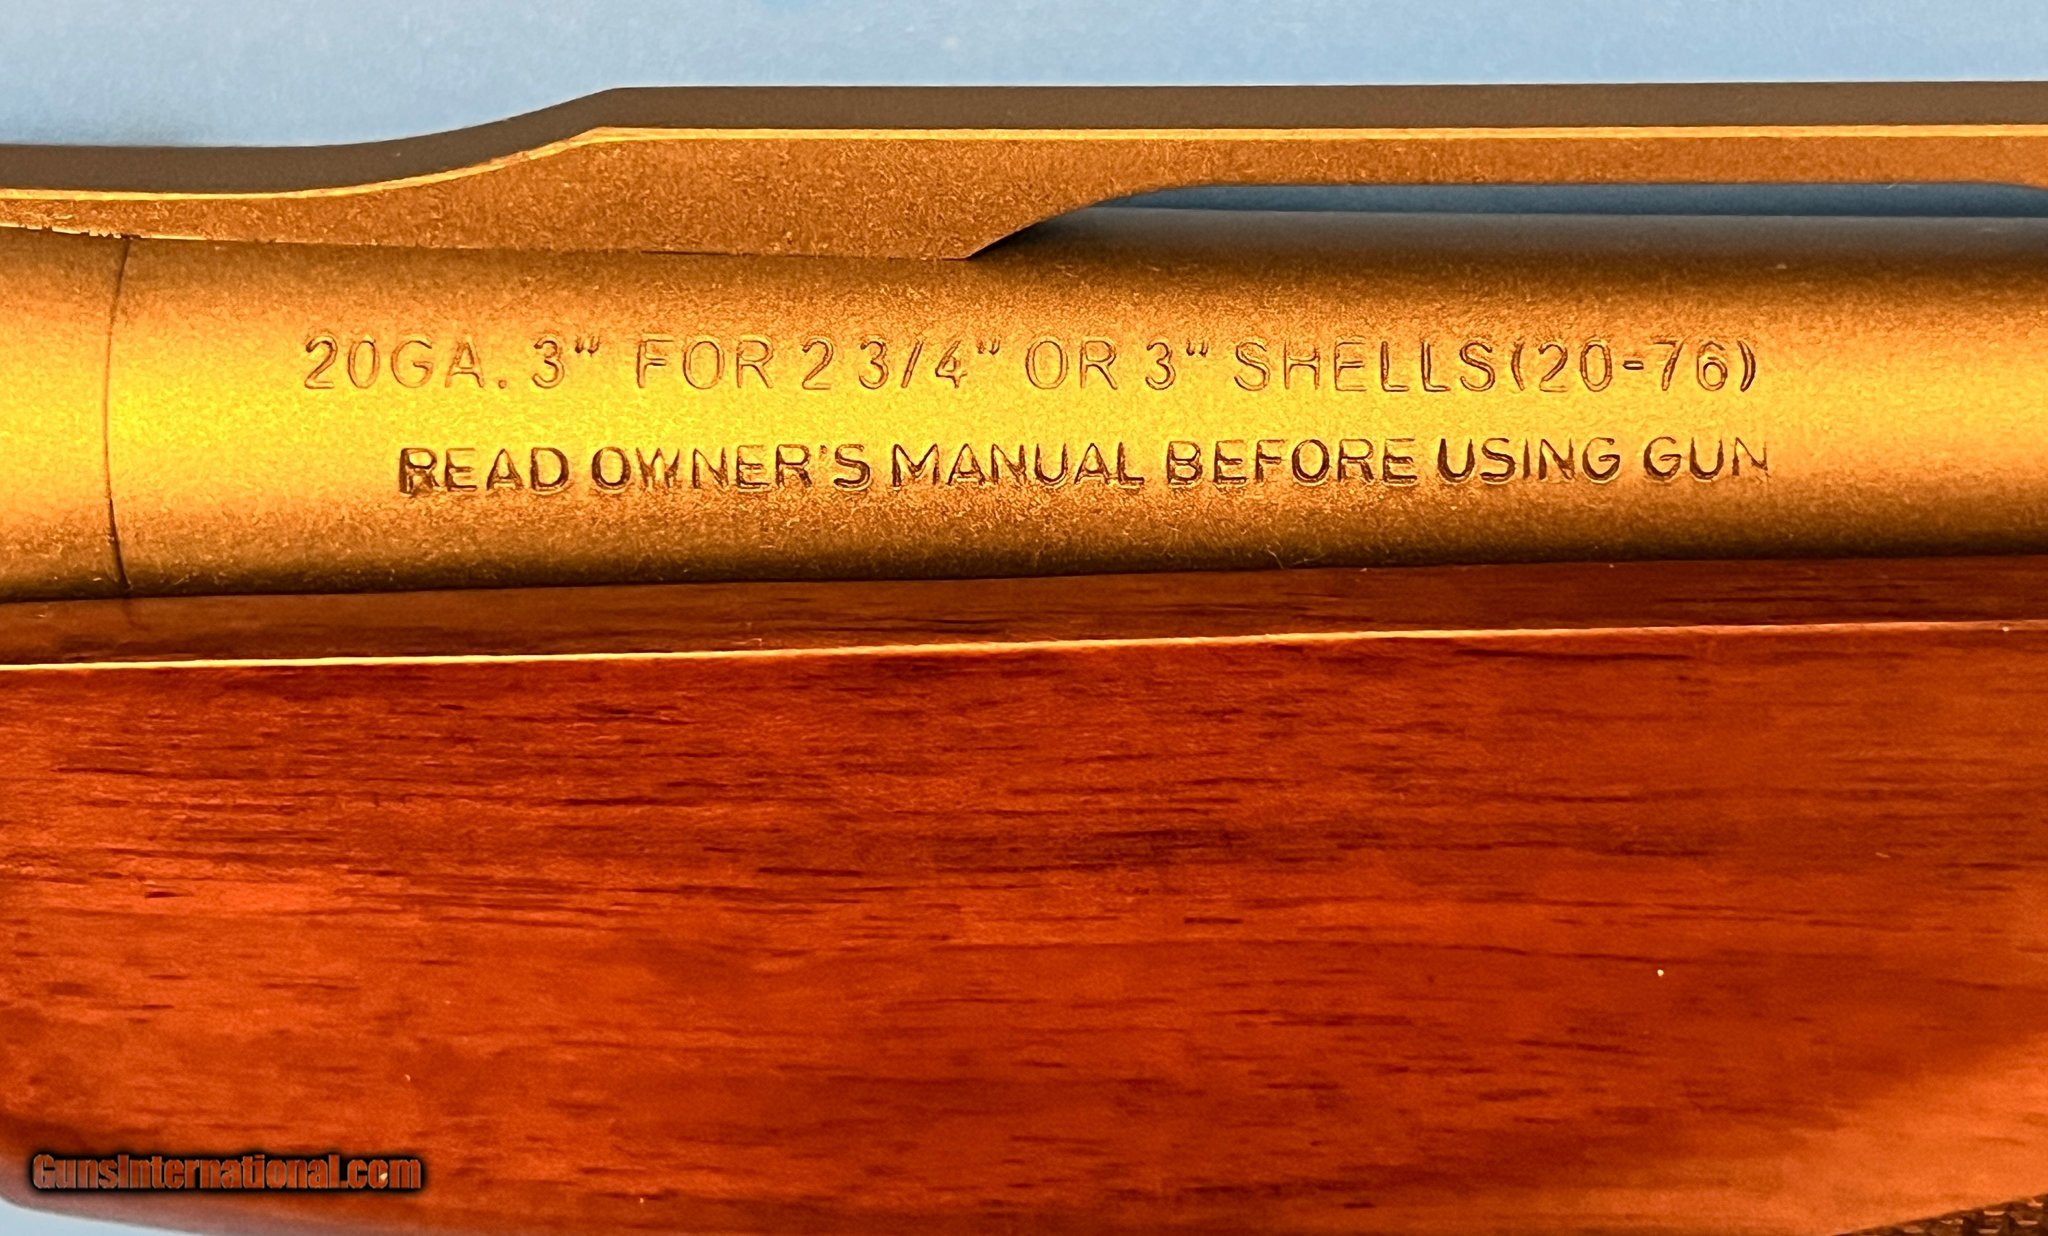 20GA. 3" FOR 2 3/4" OR 3" SHELLS(20-76)
READ OWNER'S MANUAL BEFORE USING GUN
GunsInternational.com